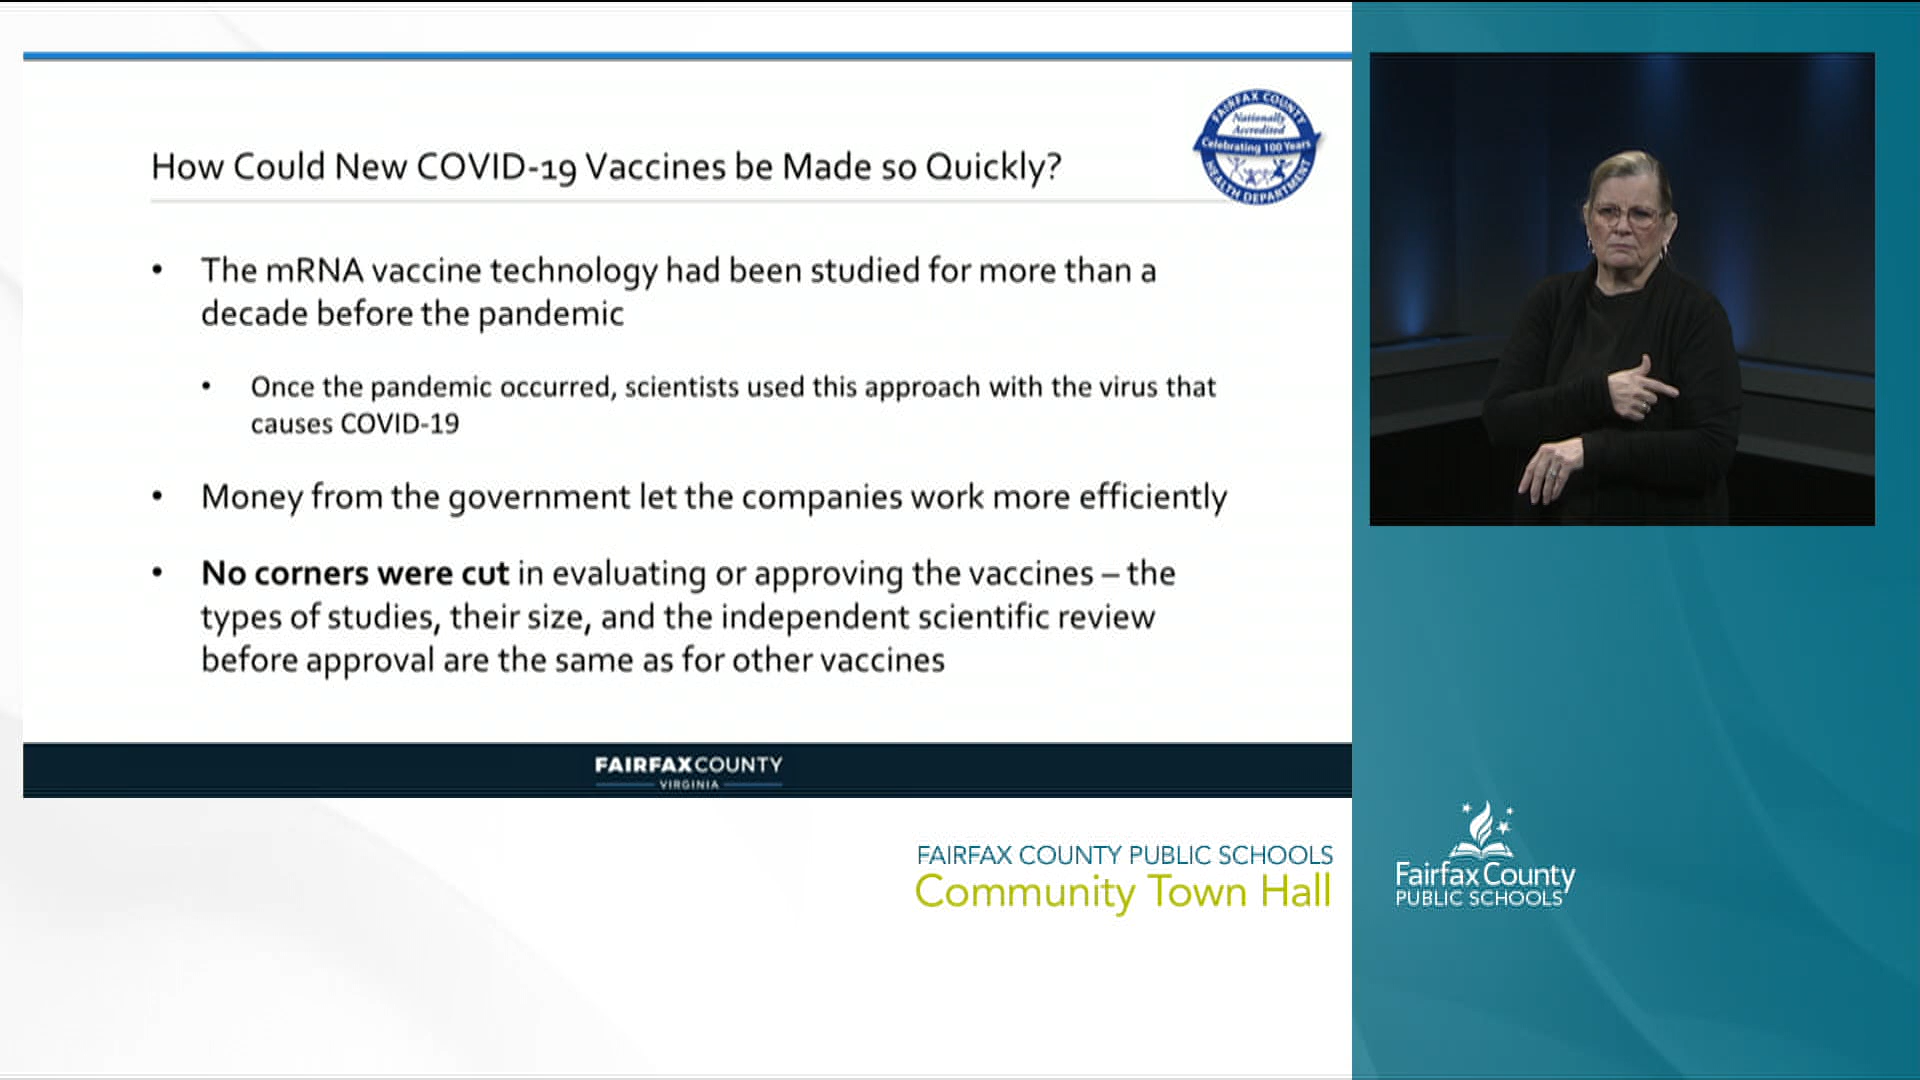 FAIRFAX COUNTY
Nationally
Accredited
Celebrating 100 Years
HEALTH DEPARTMENT
How Could New COVID-19 Vaccines be Made so Quickly?
• The mRNA vaccine technology had been studied for more than a
decade before the pandemic
• Once the pandemic occurred, scientists used this approach with the virus that
causes COVID-19
• Money from the government let the companies work more efficiently
• No corners were cut in evaluating or approving the vaccines – the
types of studies, their size, and the independent scientific review
before approval are the same as for other vaccines
FAIRFAX COUNTY
VIRGINIA
FAIRFAX COUNTY PUBLIC SCHOOLS
Community Town Hall
Fairfax County
PUBLIC SCHOOLS